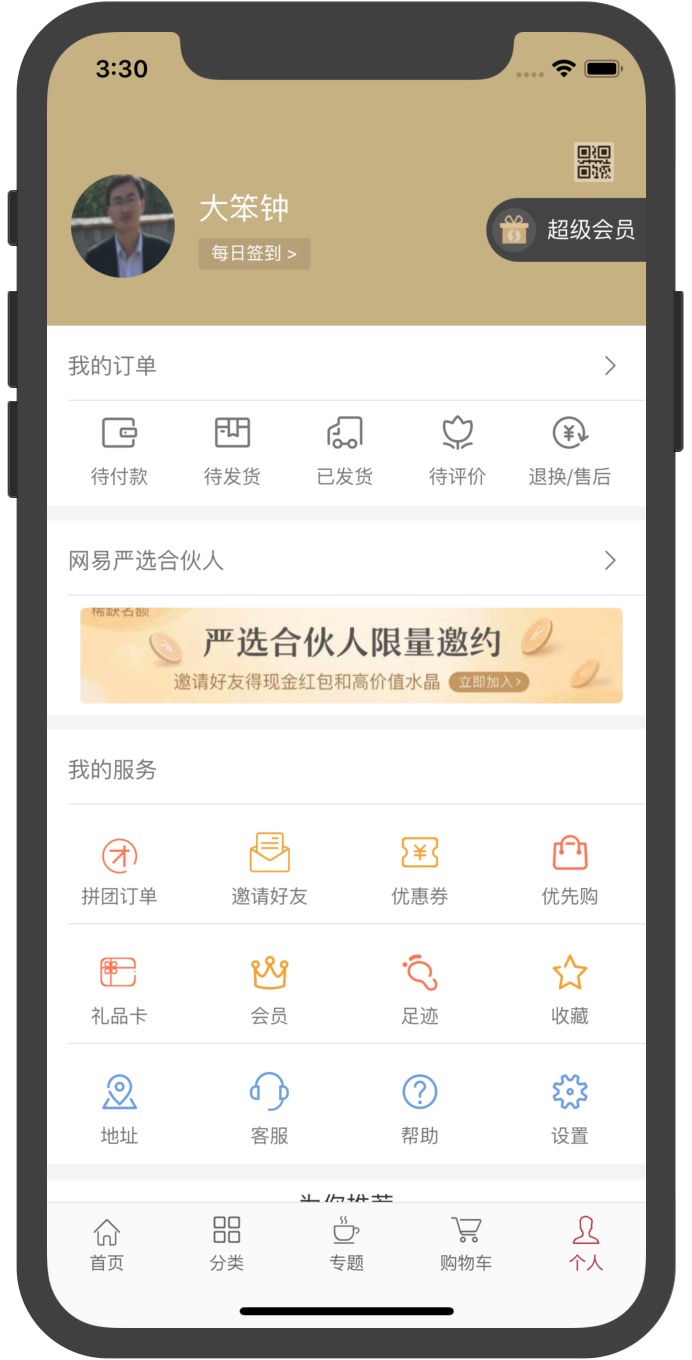 3:30
大笨钟
每日签到 >
超级会员
我的订单
待付款 待发货 已发货 待评价 退换/售后
网易严选合伙人
稀缺名额
严选合伙人限量邀约
邀请好友得现金红包和高价值水晶 立即加入>
我的服务
拼团订单 邀请好友 优惠券 优先购
礼品卡 会员 足迹 收藏
地址 客服 帮助 设置
为你推荐
首页 分类 专题 购物车 个人